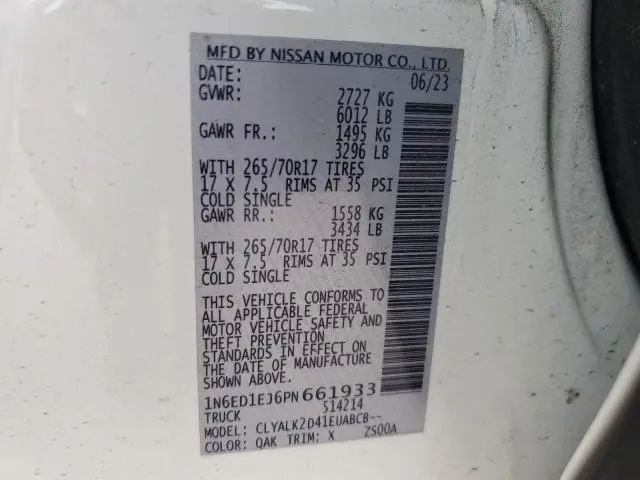 MFD BY NISSAN MOTOR CO., LTD.
DATE: 06/23
GVWR: 2727 KG
6012 LB
GAWR FR.: 1495 KG
3296 LB
WITH 265/70R17 TIRES
17 X 7.5 RIMS AT 35 PSI
COLD SINGLE
GAWR RR.: 1558 KG
3434 LB
WITH 265/70R17 TIRES
17 X 7.5 RIMS AT 35 PSI
COLD SINGLE
THIS VEHICLE CONFORMS TO
ALL APPLICABLE FEDERAL
MOTOR VEHICLE SAFETY AND
THEFT PREVENTION
STANDARDS IN EFFECT ON
THE DATE OF MANUFACTURE
SHOWN ABOVE.
1N6ED1EJ6PN661933
TRUCK 514214
MODEL: CLYALK2D41EUABCB--
COLOR: QAK TRIM: X ZS00A